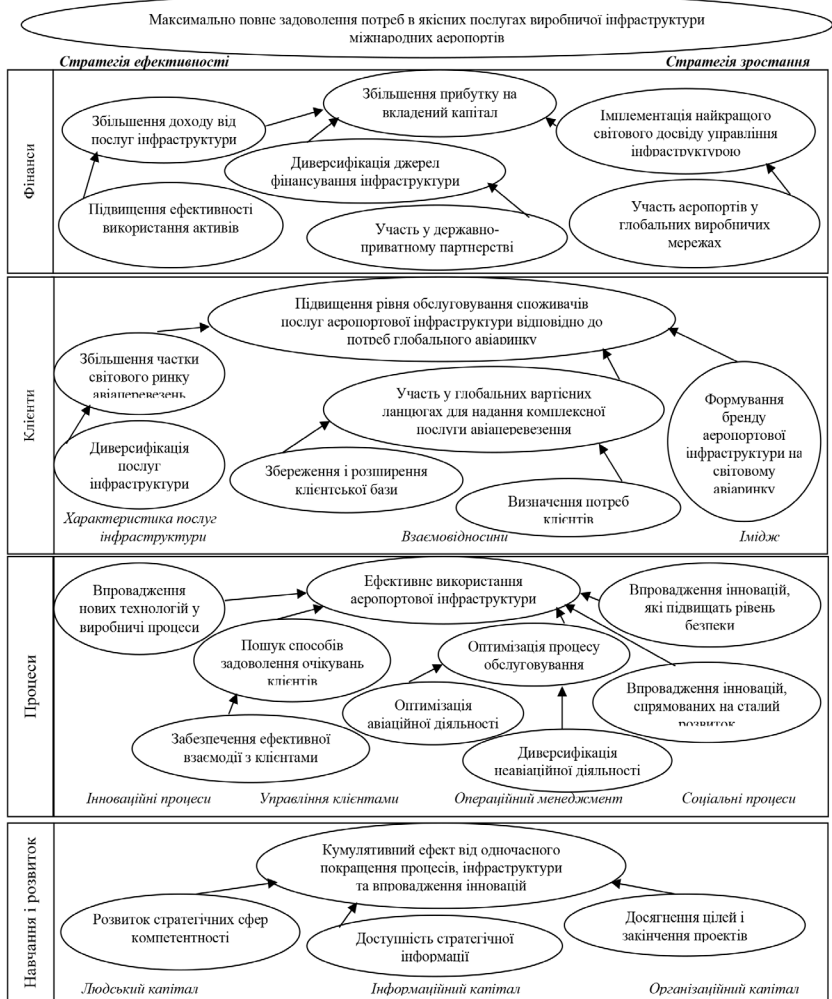 Максимально повне задоволення потреб в якісних послугах виробничої інфраструктури
міжнародних аеропортів
Стратегія ефективності
Стратегія зростання
Фінанси
Збільшення прибутку на
вкладений капітал
Збільшення доходу від
послуг інфраструктури
Імплементація найкращого
світового досвіду управління
інфраструктурою
Диверсифікація джерел
фінансування інфраструктури
Підвищення ефективності
використання активів
Участь у державно-
приватному партнерстві
Участь аеропортів у
глобальних виробничих
мережах
Клієнти
Підвищення рівня обслуговування споживачів
послуг аеропортової інфраструктури відповідно до
потреб глобального авіаринку
Збільшення частки
світового ринку
авіаперевезень
Участь у глобальних вартісних
ланцюгах для надання комплексної
послуги авіаперевезення
Формування
бренду
аеропортової
інфраструктури на
світовому
авіаринку
Диверсифікація
послуг
інфраструктури
Збереження і розширення
клієнтської бази
Визначення потреб
клієнтів
Характеристика послуг
інфраструктури
Взаємовідносини
Імідж
Процеси
Впровадження
нових технологій у
виробничі процеси
Ефективне використання
аеропортової інфраструктури
Впровадження інновацій,
які підвищать рівень
безпеки
Пошук способів
задоволення очікувань
клієнтів
Оптимізація процесу
обслуговування
Оптимізація
авіаційної діяльності
Впровадження інновацій,
спрямованих на сталий
розвиток
Забезпечення ефективної
взаємодії з клієнтами
Диверсифікація
неавіаційної діяльності
Інноваційні процеси
Управління клієнтами
Операційний менеджмент
Соціальні процеси
Навчання і розвиток
Кумулятивний ефект від одночасного
покращення процесів, інфраструктури
та впровадження інновацій
Розвиток стратегічних сфер
компетентності
Доступність стратегічної
інформації
Досягнення цілей і
закінчення проектів
Людський капітал
Інформаційний капітал
Організаційний капітал